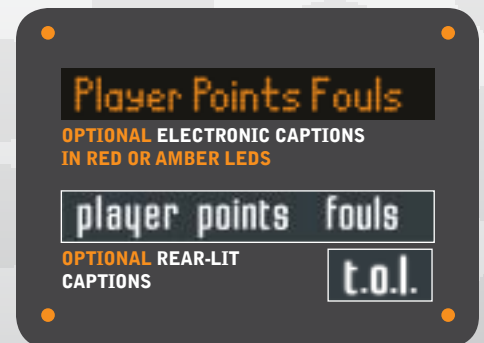 Player Points Fouls
OPTIONAL ELECTRONIC CAPTIONS
IN RED OR AMBER LEDS
player points fouls
OPTIONAL REAR-LIT
CAPTIONS
t.o.l.